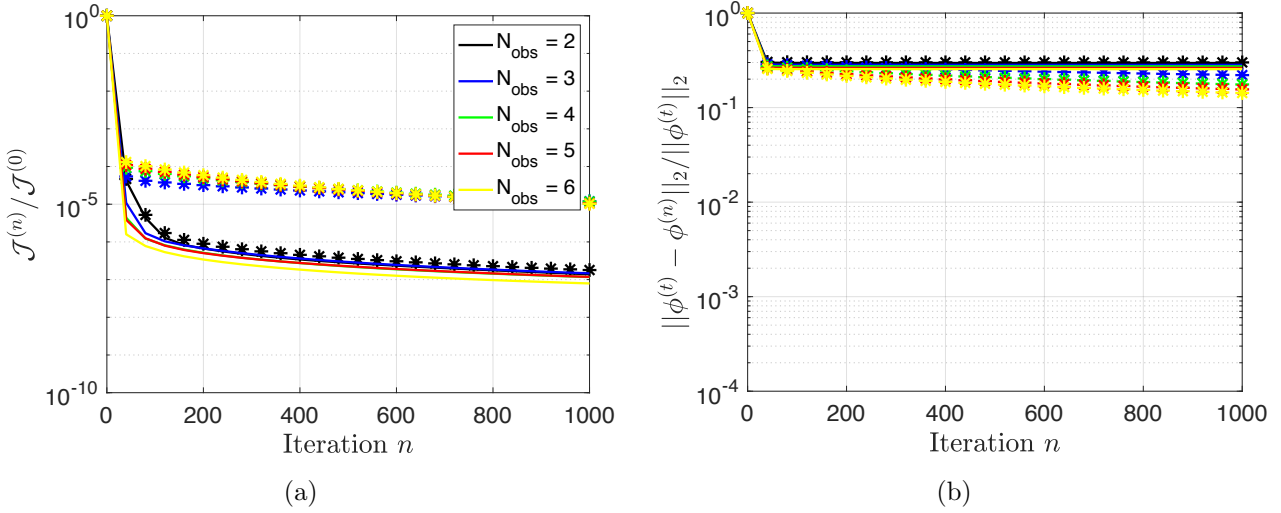 10^0
10^-5
10^-10
0 200 400 600 800 1000
Iteration n
J^(n)/J^(0)
N_obs = 2
N_obs = 3
N_obs = 4
N_obs = 5
N_obs = 6
(a)
10^0
10^-1
10^-2
10^-3
10^-4
0 200 400 600 800 1000
Iteration n
||ϕ^(t) − ϕ^(n)||_2/||ϕ^(t)||_2
(b)